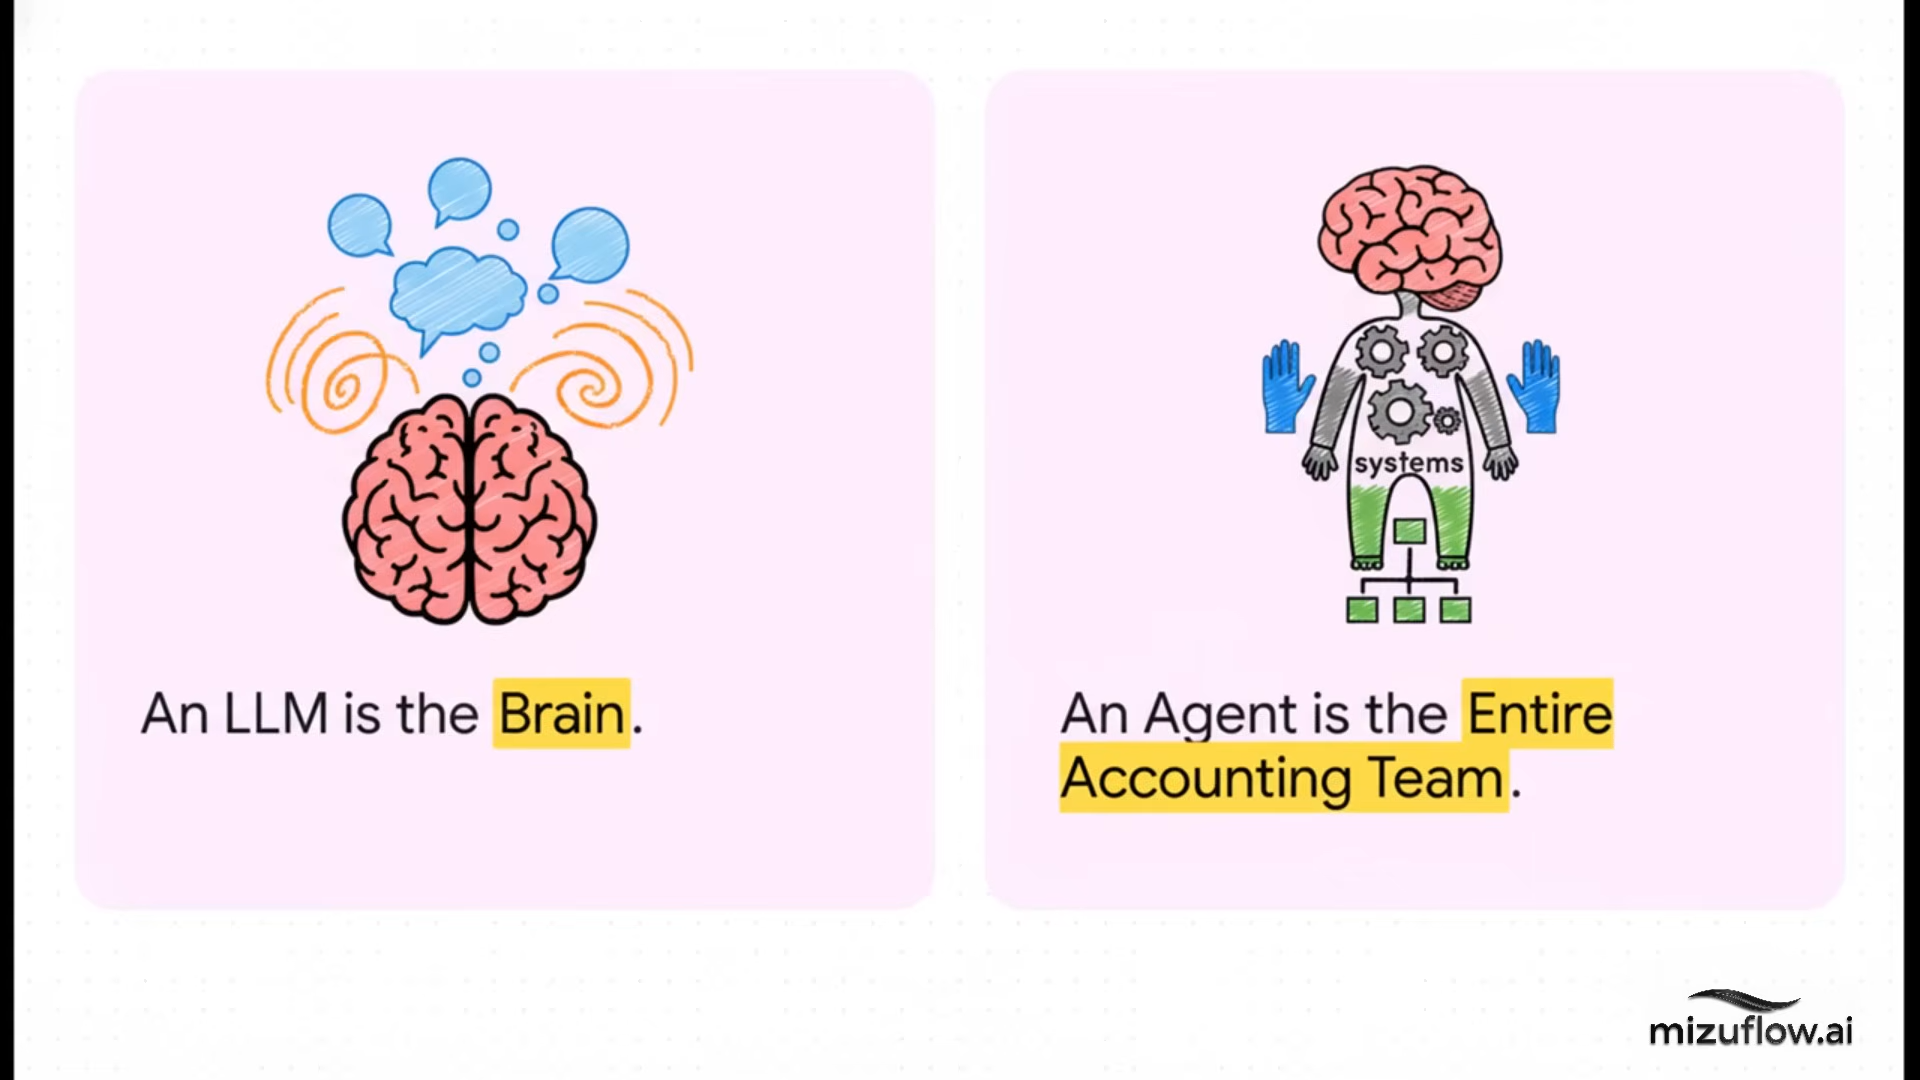 systems
An LLM is the Brain.
An Agent is the Entire
Accounting Team.
mizuflow.ai